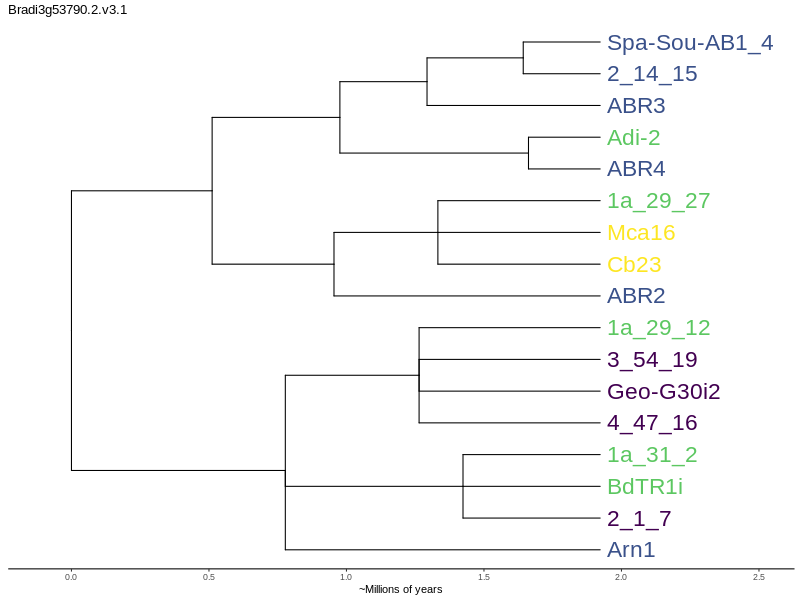 Bradi3g53790.2.v3.1
Spa-Sou-AB1_4
2_14_15
ABR3
Adi-2
ABR4
1a_29_27
Mca16
Cb23
ABR2
1a_29_12
3_54_19
Geo-G30i2
4_47_16
1a_31_2
BdTR1i
2_1_7
Arn1
0.0 0.5 1.0 1.5 2.0 2.5
~Millions of years